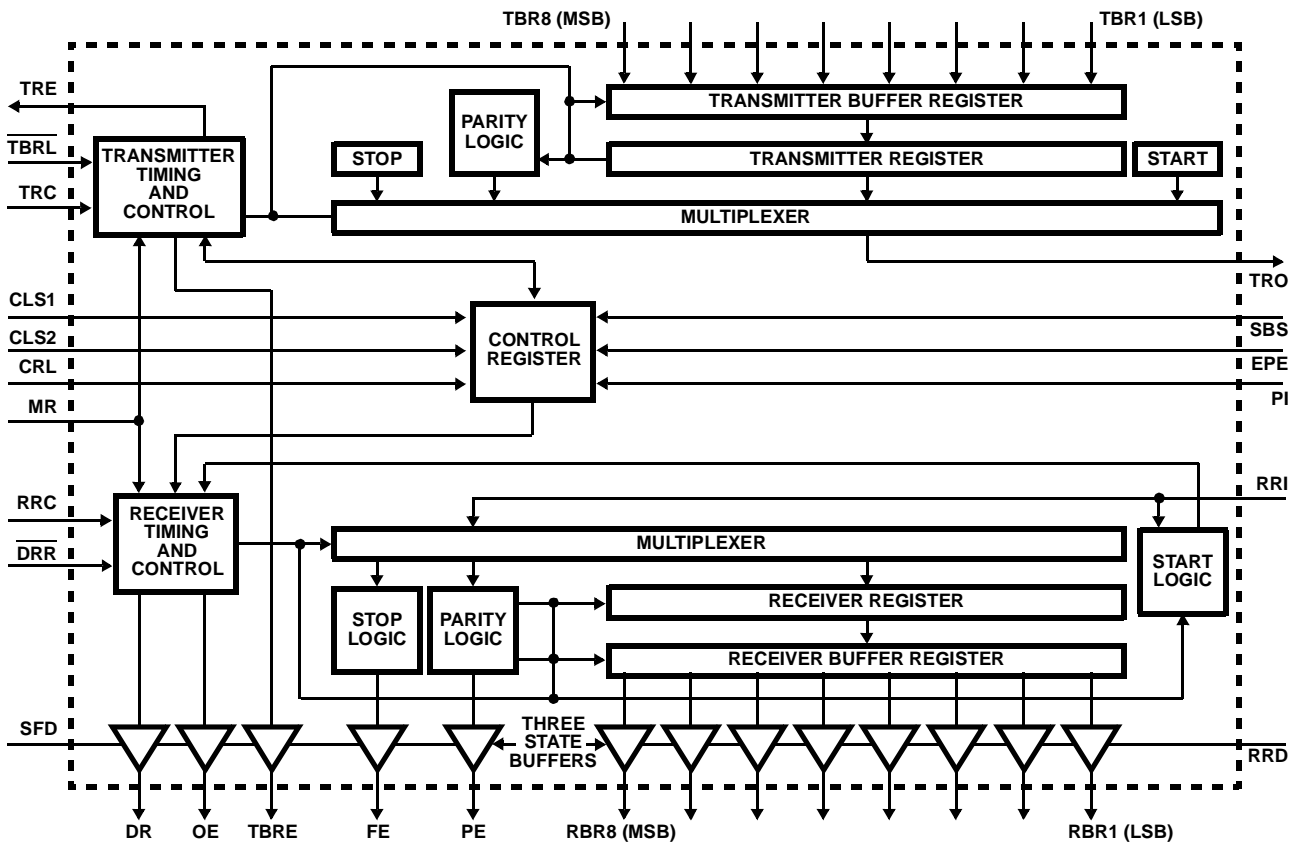 TBR8 (MSB)
TBR1 (LSB)
TRE
TBRL
TRC
TRANSMITTER
TIMING
AND
CONTROL
PARITY
LOGIC
STOP
TRANSMITTER BUFFER REGISTER
TRANSMITTER REGISTER
START
MULTIPLEXER
TRO
CLS1
CLS2
CRL
MR
CONTROL
REGISTER
SBS
EPE
PI
RRC
DRR
RECEIVER
TIMING
AND
CONTROL
RRI
MULTIPLEXER
START
LOGIC
STOP
LOGIC
PARITY
LOGIC
RECEIVER REGISTER
RECEIVER BUFFER REGISTER
SFD
THREE
STATE
BUFFERS
RRD
DR
OE
TBRE
FE
PE
RBR8 (MSB)
RBR1 (LSB)